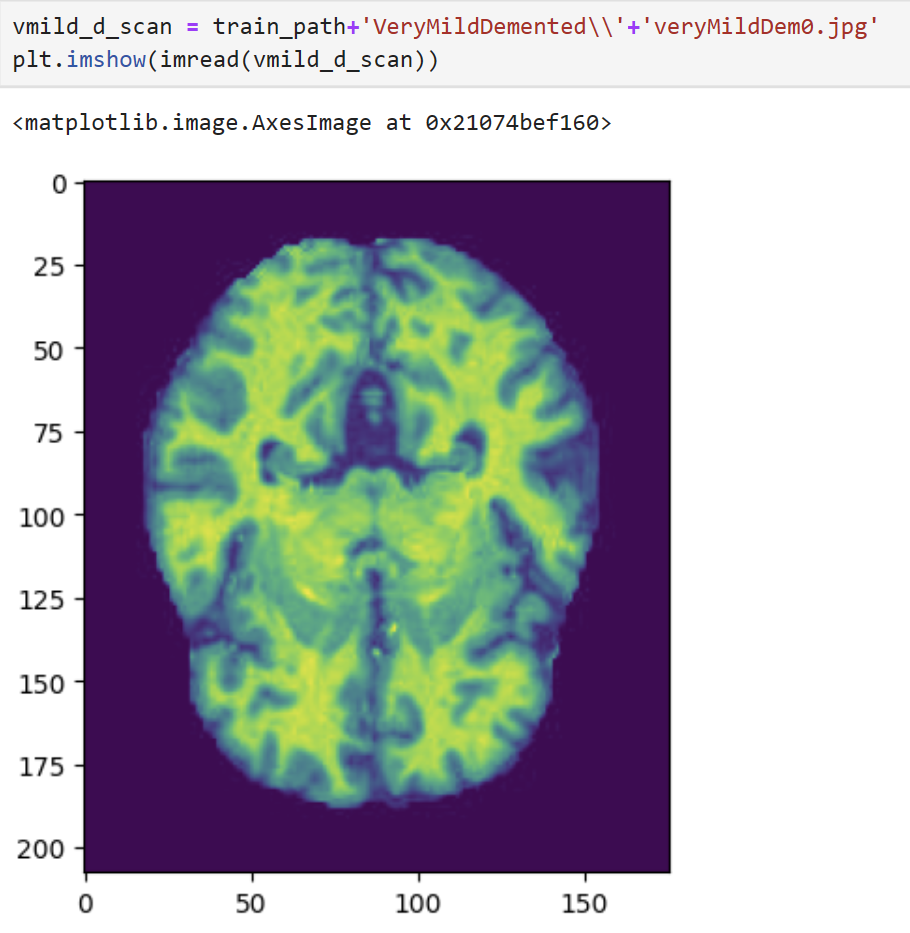 vmild_d_scan = train_path+'VeryMildDemented\\'+'veryMildDem0.jpg'
plt.imshow(imread(vmild_d_scan))
<matplotlib.image.AxesImage at 0x21074bef160>
0
25
50
75
100
125
150
175
200
0 50 100 150